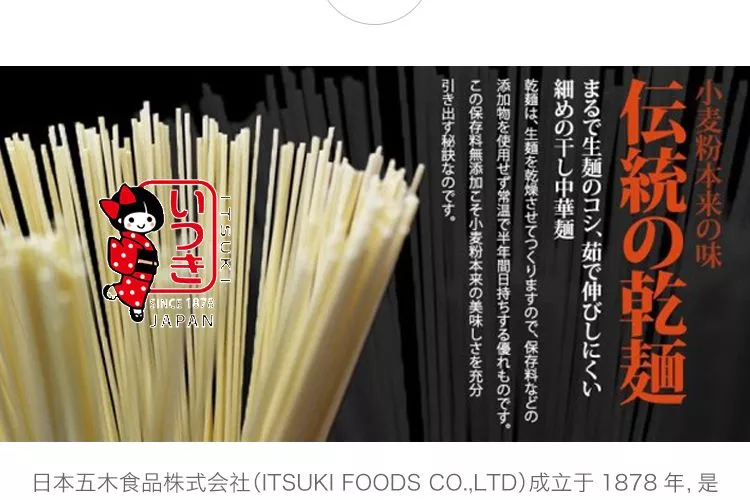 小麦粉本来の味
伝統の乾麺
まるで生麺のコシ、茹で伸びしにくい
細めの干し中華麺
乾麺は、生麺を乾燥させてつくりますので、保存料などの
添加物を使用せず常温で半年間日持ちする優れものです。
この保存料無添加こそ小麦粉本来の美味しさを充分
引き出す秘訣なのです。
いつき
ITSUKI
SINCE 1878
JAPAN
日本五木食品株式会社(ITSUKI FOODS CO.,LTD)成立于 1878 年, 是